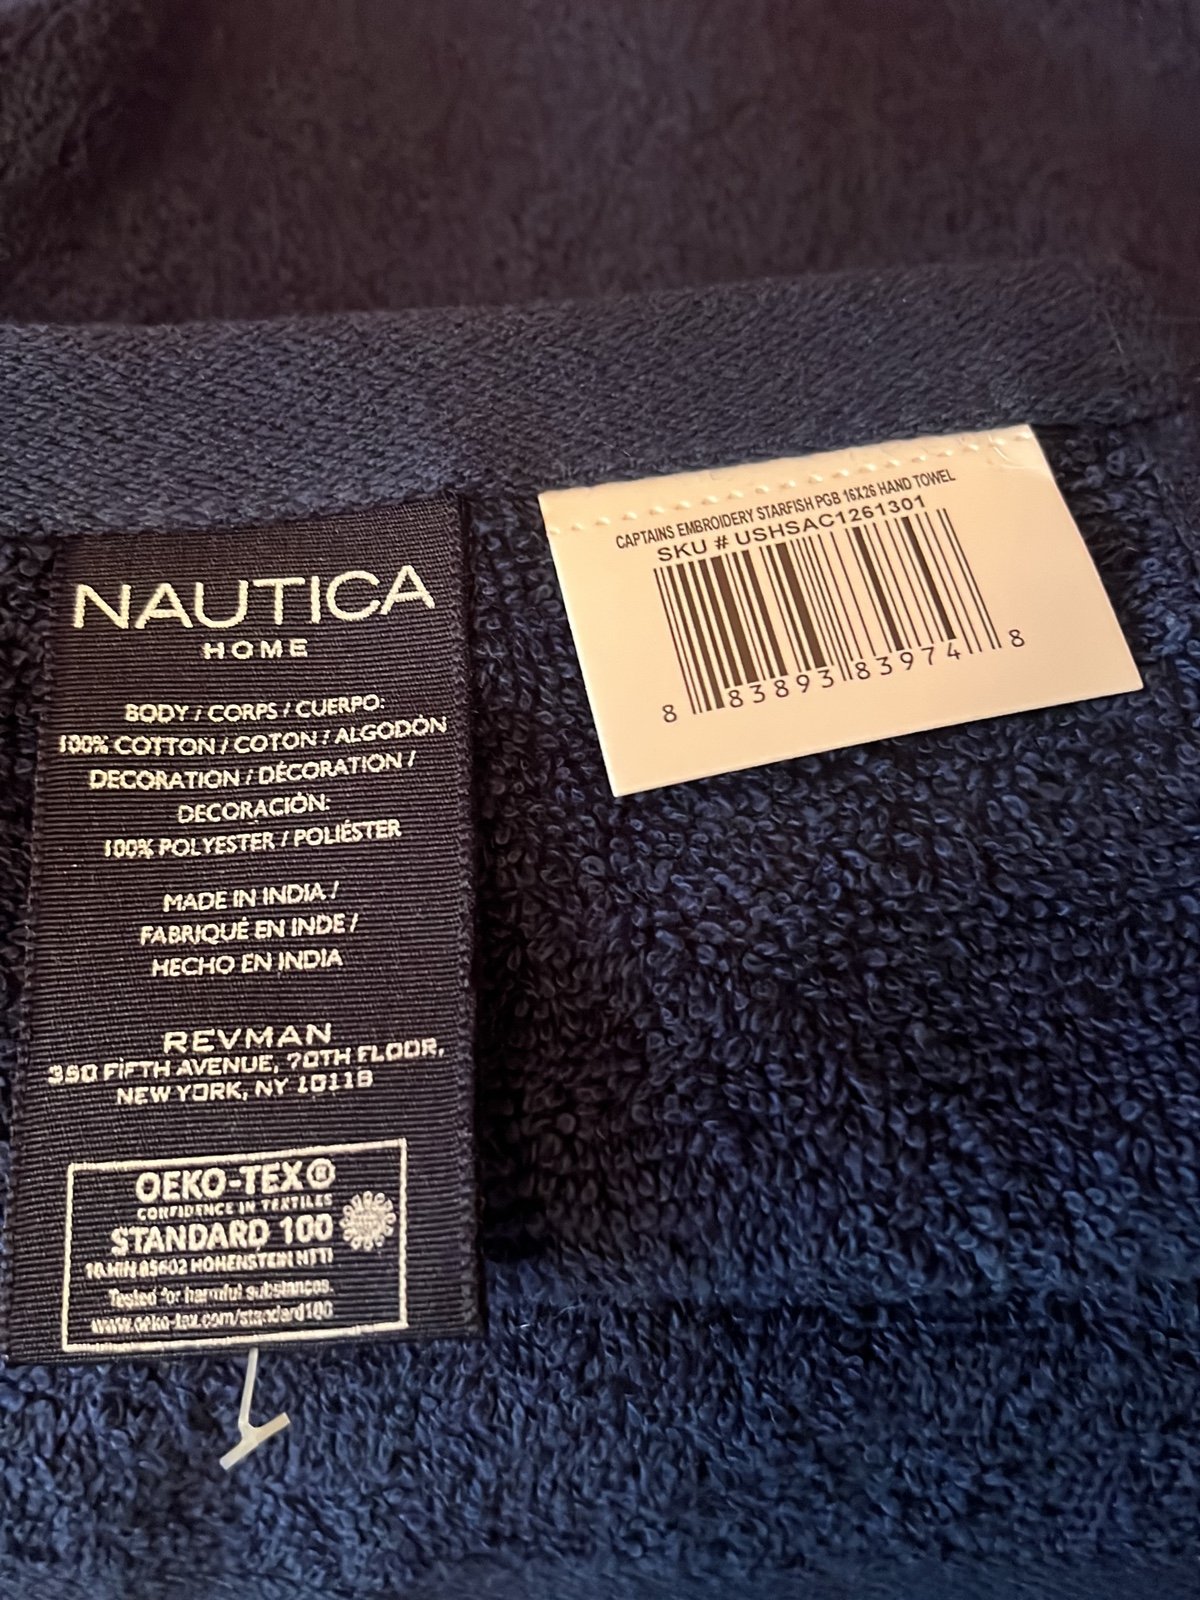 NAUTICA
HOME
BODY / CORPS / CUERPO:
100% COTTON / COTON / ALGODÓN
DECORATION / DÉCORATION /
DECORACIÓN:
100% POLYESTER / POLIÉSTER
MADE IN INDIA /
FABRIQUÉ EN INDE /
HECHO EN INDIA
REVMAN
350 FIFTH AVENUE, 70TH FLOOR,
NEW YORK, NY 10118
OEKO-TEX®
CONFIDENCE IN TEXTILES
STANDARD 100
HOHENSTEIN HTTI
Tested for harmful substances.
www.oeko-tex.com/standard100
CAPTAINS EMBROIDERY STARFISH PGB 16X26 HAND TOWEL
SKU # USHSAC1261301
8 83893 83974 8